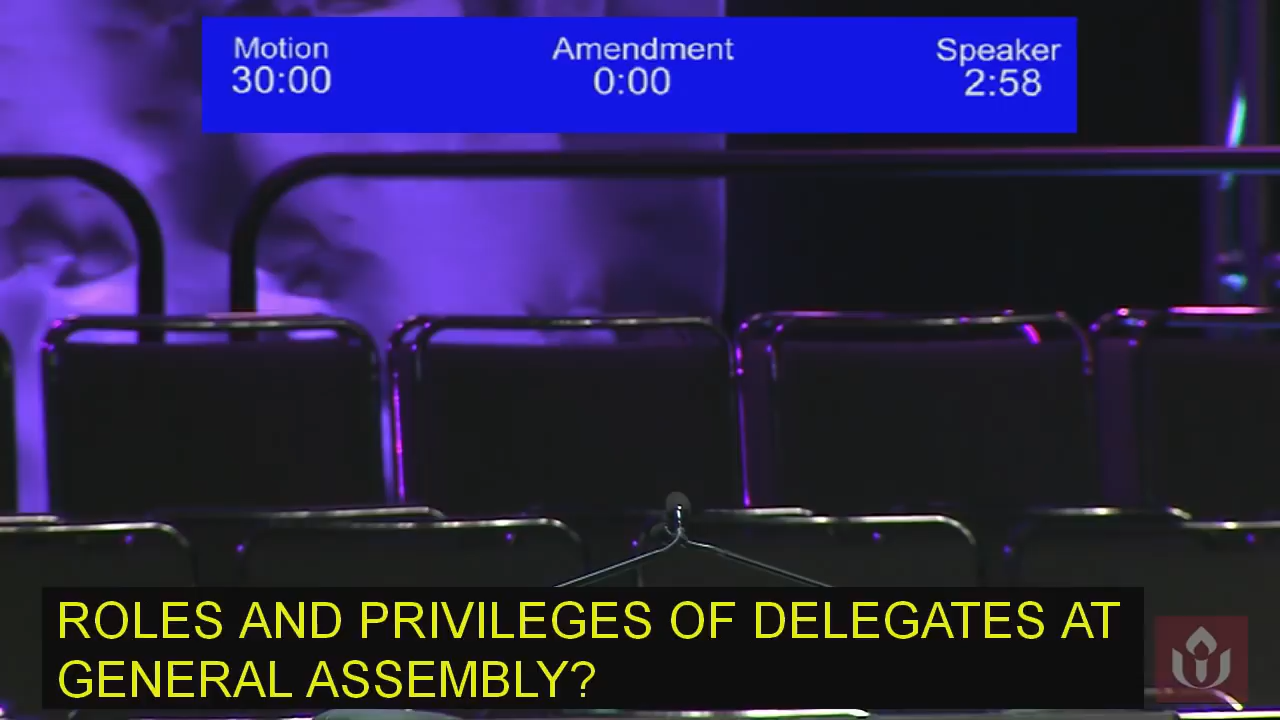 Motion Amendment Speaker
30:00 0:00 2:58
ROLES AND PRIVILEGES OF DELEGATES AT
GENERAL ASSEMBLY?